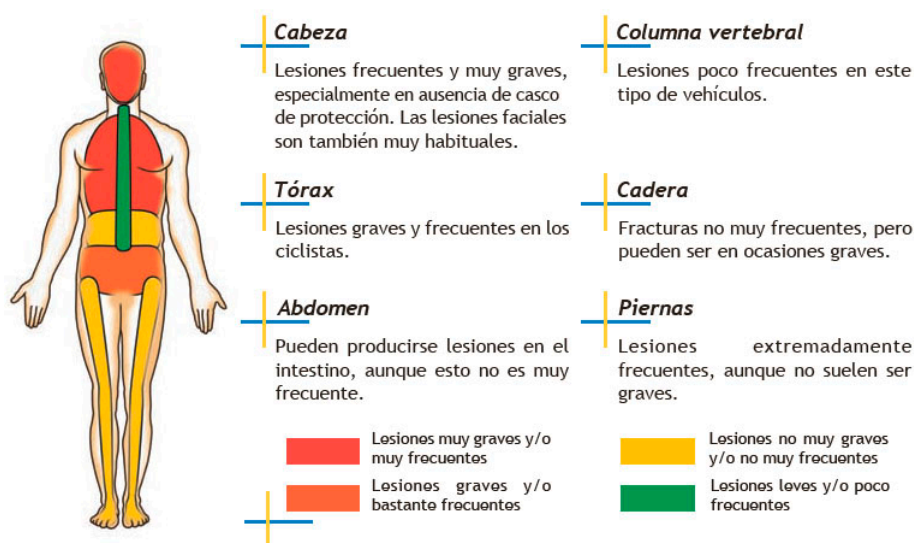 Cabeza
Lesiones frecuentes y muy graves,
especialmente en ausencia de casco
de protección. Las lesiones faciales
son también muy habituales.
Tórax
Lesiones graves y frecuentes en los
ciclistas.
Abdomen
Pueden producirse lesiones en el
intestino, aunque esto no es muy
frecuente.
Columna vertebral
Lesiones poco frecuentes en este
tipo de vehículos.
Cadera
Fracturas no muy frecuentes, pero
pueden ser en ocasiones graves.
Piernas
Lesiones extremadamente
frecuentes, aunque no suelen ser
graves.
Lesiones muy graves y/o
muy frecuentes
Lesiones graves y/o
bastante frecuentes
Lesiones no muy graves
y/o no muy frecuentes
Lesiones leves y/o poco
frecuentes